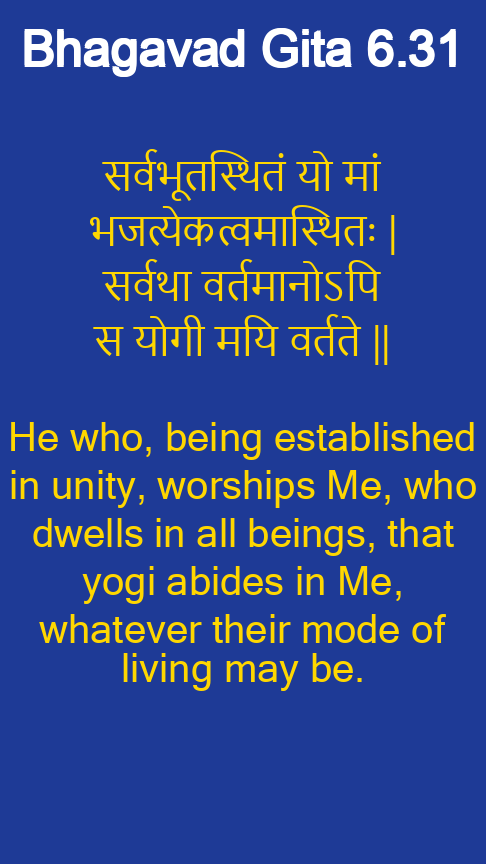 Bhagavad Gita 6.31
सर्वभूतस्थितं यो मां
भजत्येकत्वमास्थितः |
सर्वथा वर्तमानोऽपि
स योगी मयि वर्तते ||
He who, being established
in unity, worships Me, who
dwells in all beings, that
yogi abides in Me,
whatever their mode of
living may be.